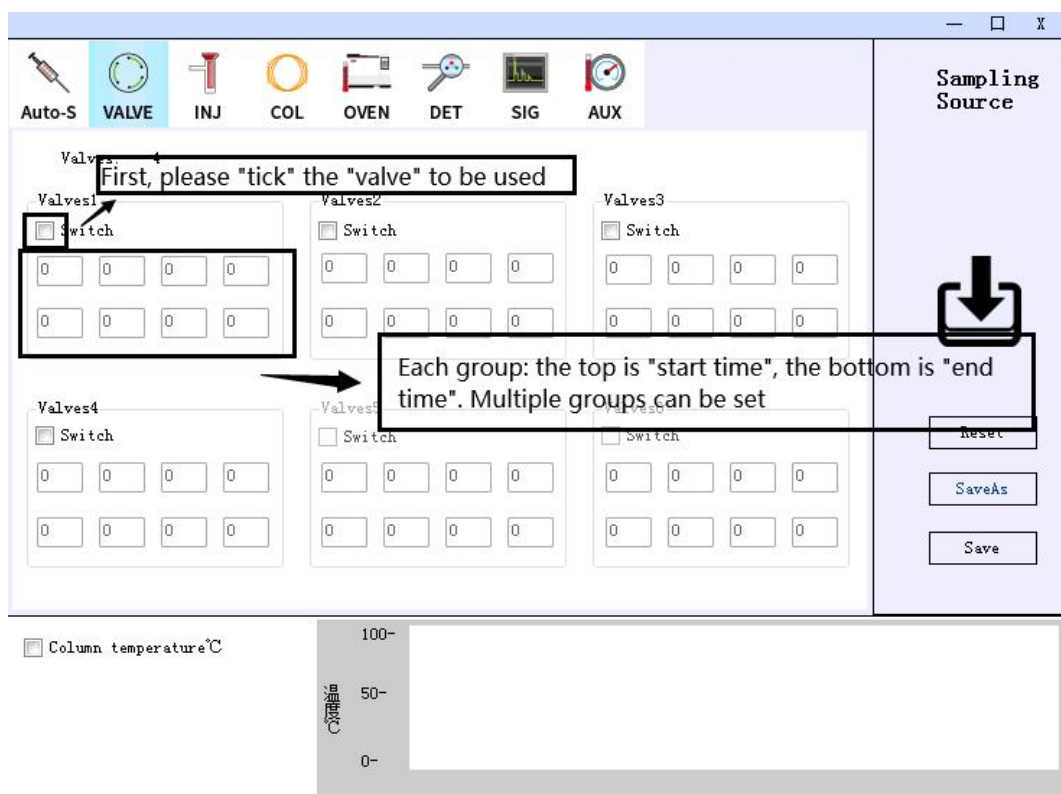 — 口 X
Auto-S VALVE INJ COL OVEN DET SIG AUX
Sampling
Source
First, please "tick" the "valve" to be used
Valves1 Valves2 Valves3
Switch Switch Switch
0 0 0 0 0 0 0 0 0 0 0 0
0 0 0 0 0 0 0 0 0 0 0 0
Each group: the top is "start time", the bottom is "end
time". Multiple groups can be set
Valves4
Switch Switch Switch
Reset
0 0 0 0 0 0 0 0 0 0 0 0
SaveAs
0 0 0 0 0 0 0 0 0 0 0 0
Save
Column temperature℃
100-
50-
0-
温度℃